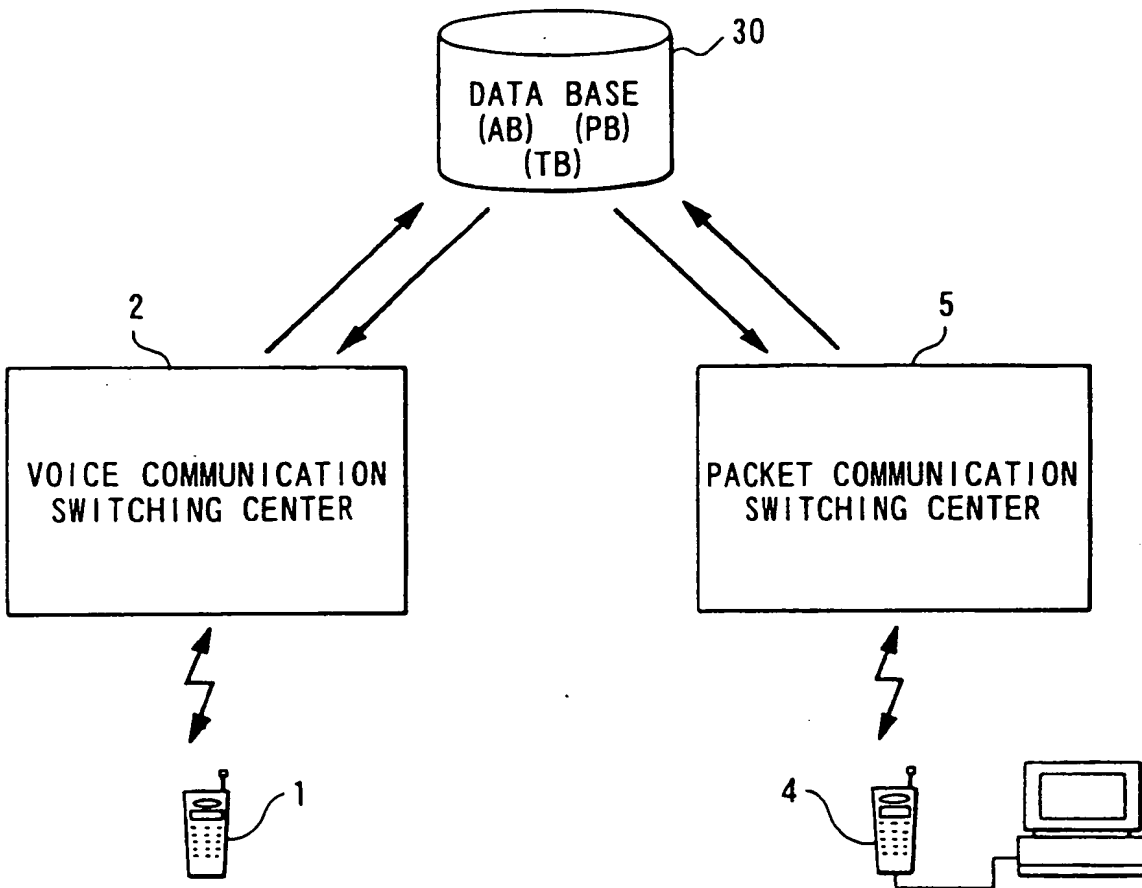 30
DATA BASE
(AB) (PB)
(TB)
2
5
VOICE COMMUNICATION
SWITCHING CENTER
PACKET COMMUNICATION
SWITCHING CENTER
1
4